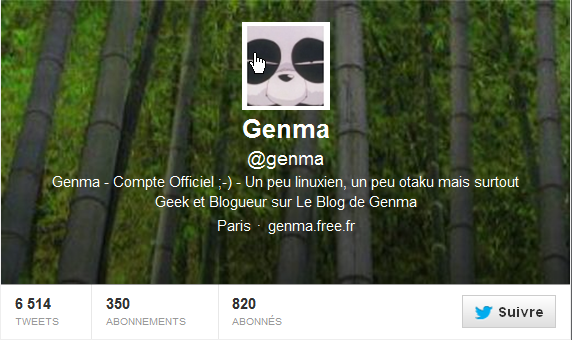 Genma
@genma
Genma - Compte Officiel ;-) - Un peu linuxien, un peu otaku mais surtout
Geek et Blogueur sur Le Blog de Genma
Paris · genma.free.fr
6 514 350 820 Suivre
TWEETS ABONNEMENTS ABONNÉS